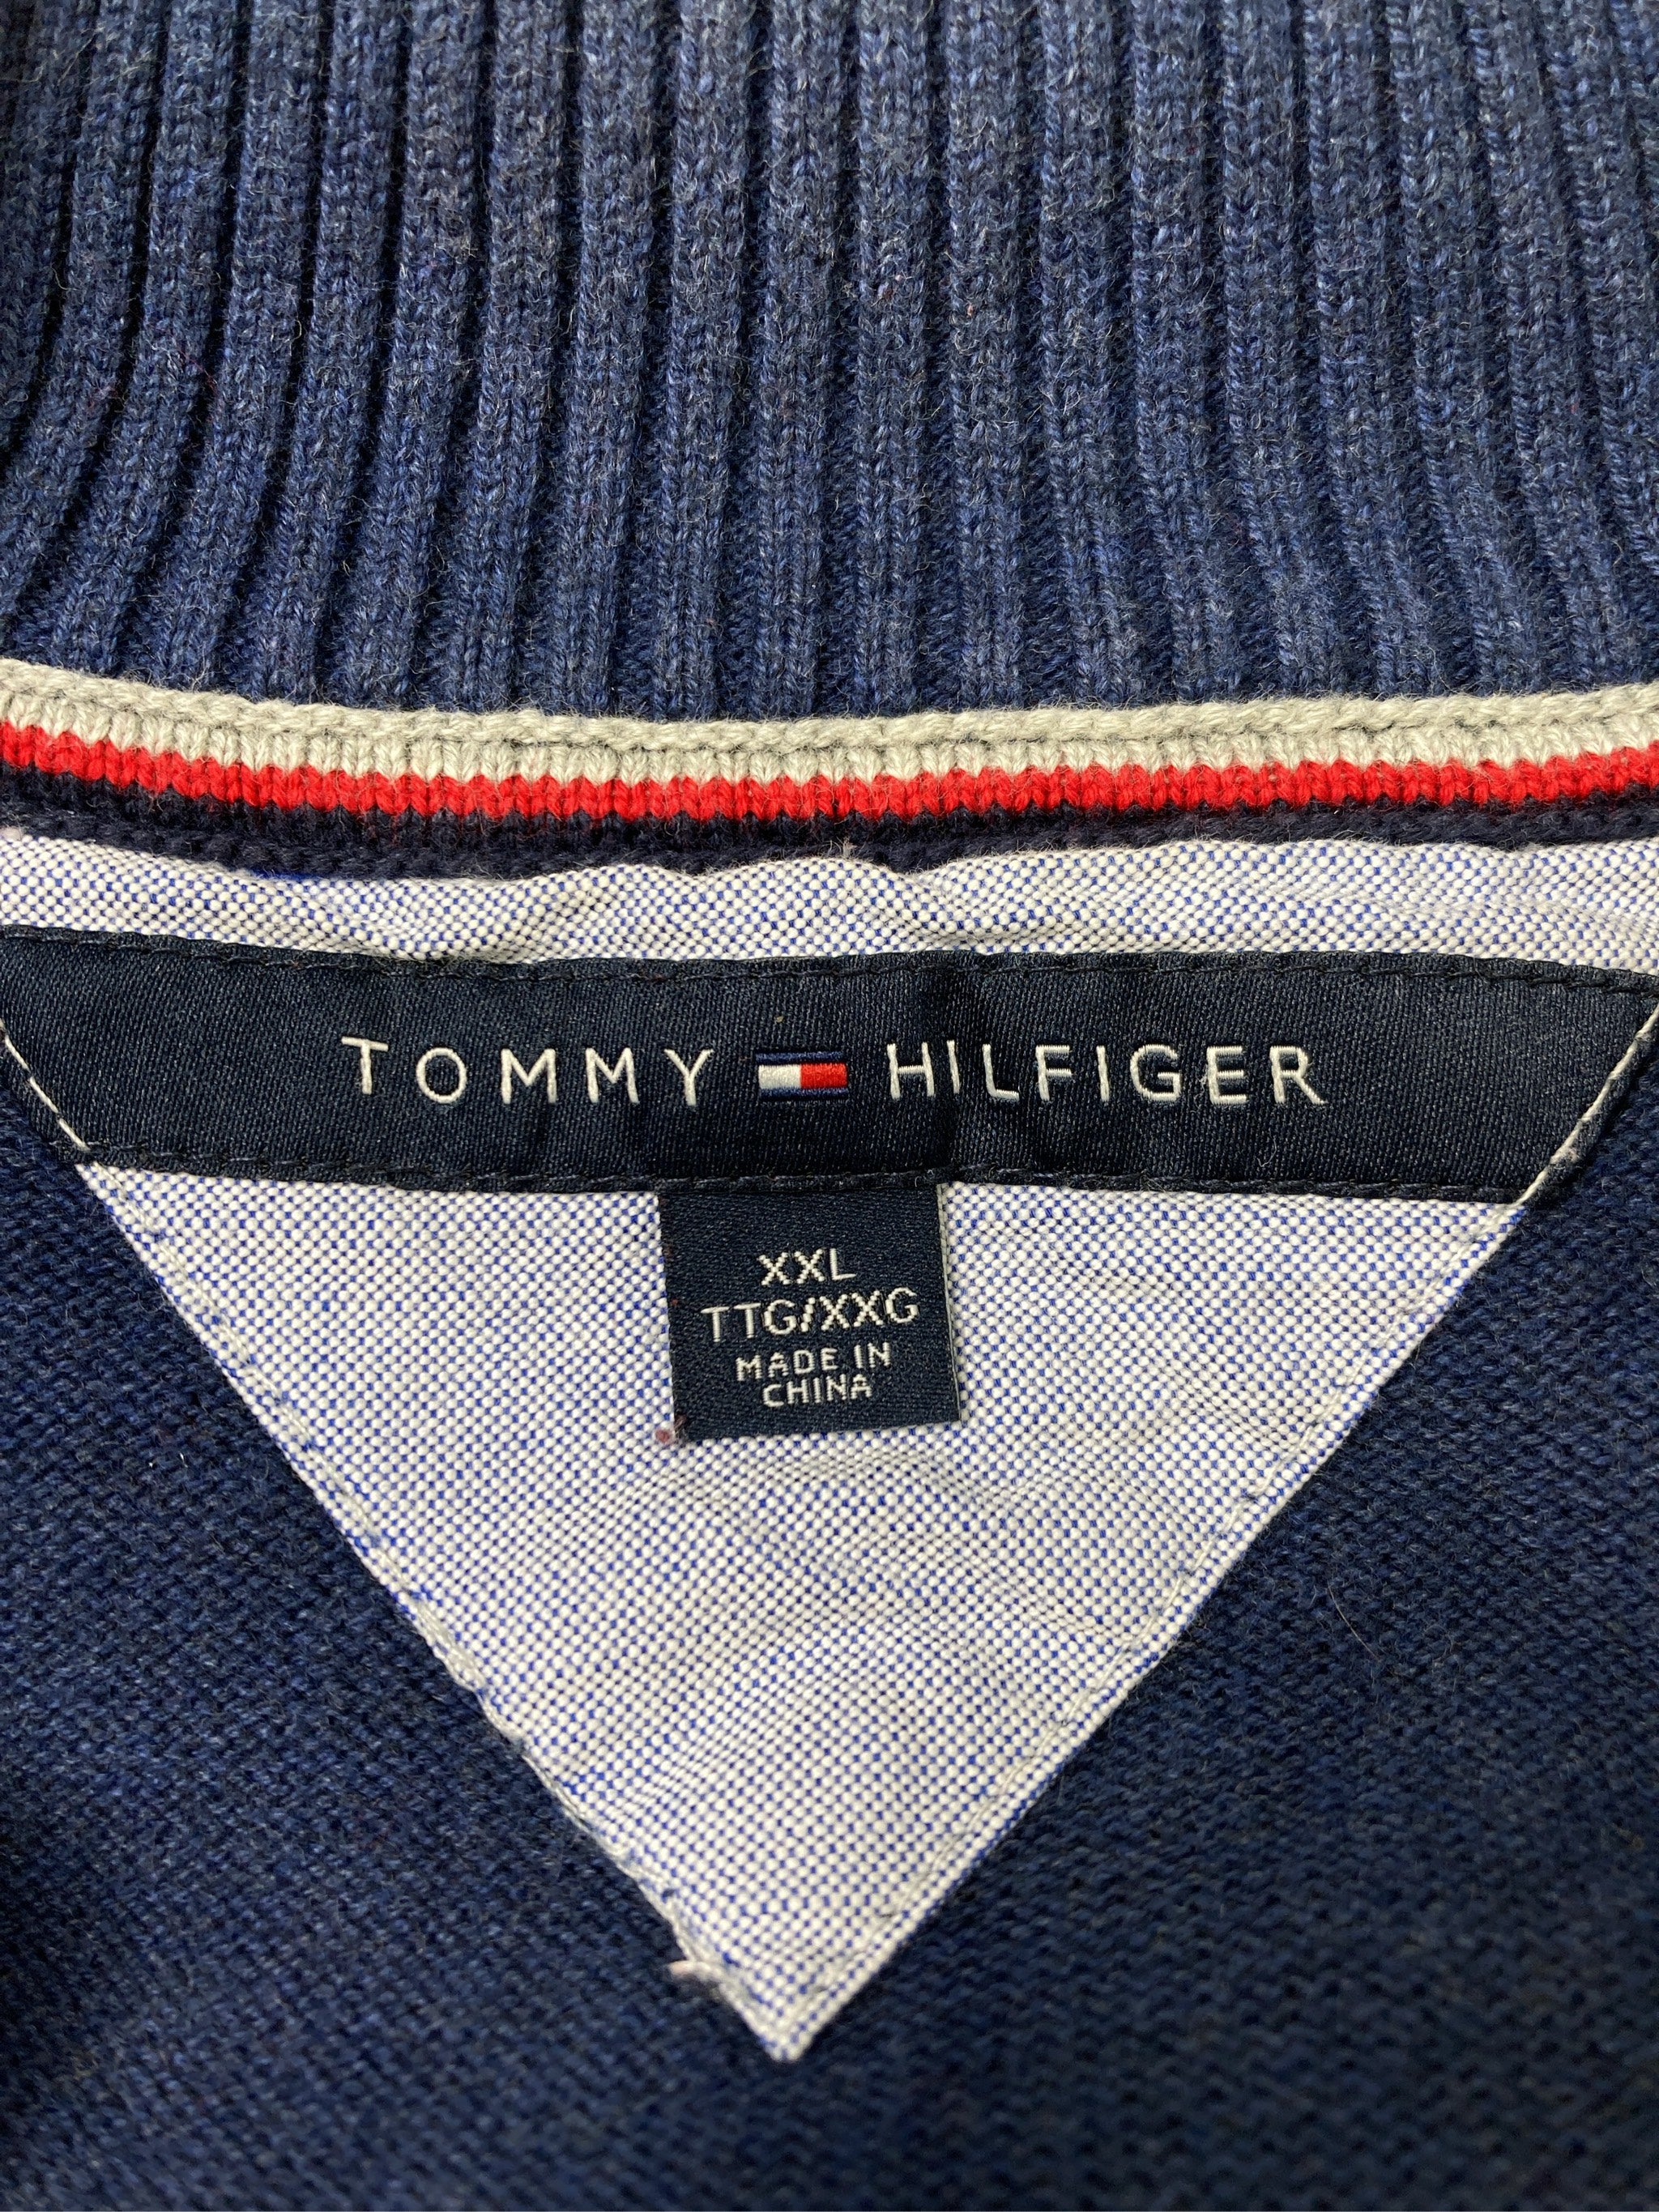 TOMMY HILFIGER
XXL
TTG/XXG
MADE IN
CHINA